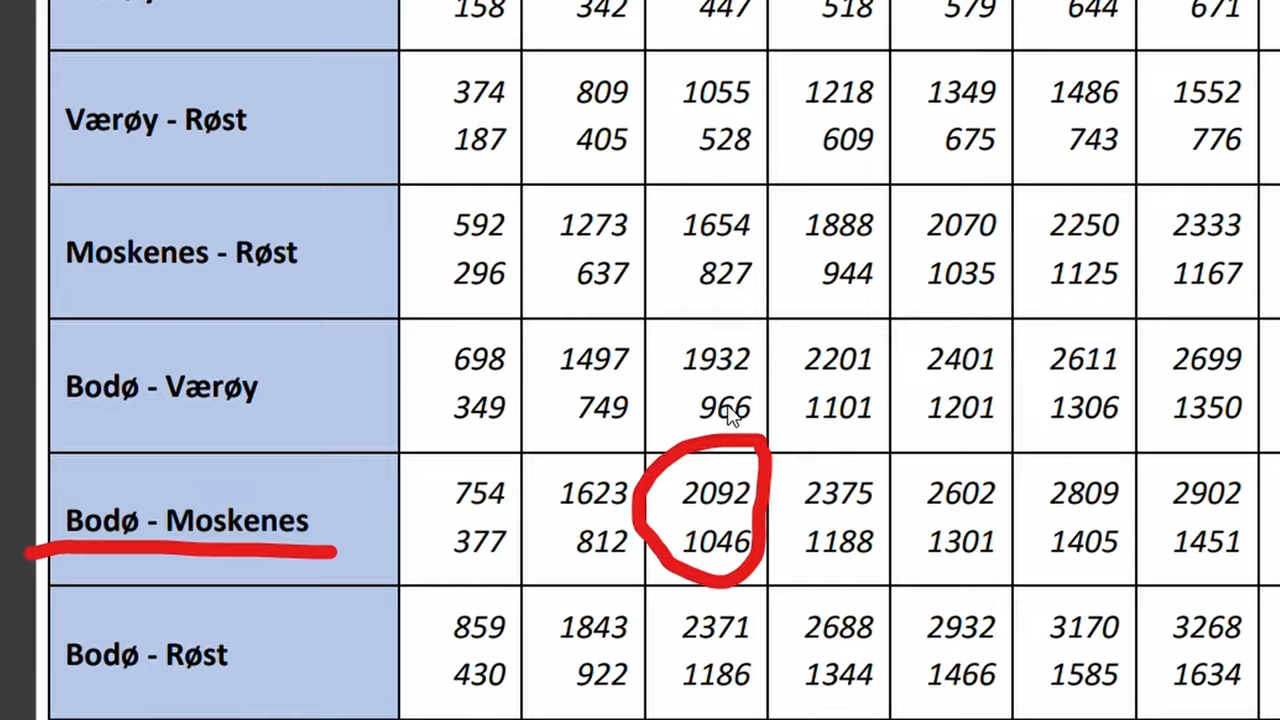 158 342 447 518 579 644 671
Værøy - Røst
374 809 1055 1218 1349 1486 1552
187 405 528 609 675 743 776
Moskenes - Røst
592 1273 1654 1888 2070 2250 2333
296 637 827 944 1035 1125 1167
Bodø - Værøy
698 1497 1932 2201 2401 2611 2699
349 749 966 1101 1201 1306 1350
Bodø - Moskenes
754 1623 2092 2375 2602 2809 2902
377 812 1046 1188 1301 1405 1451
Bodø - Røst
859 1843 2371 2688 2932 3170 3268
430 922 1186 1344 1466 1585 1634